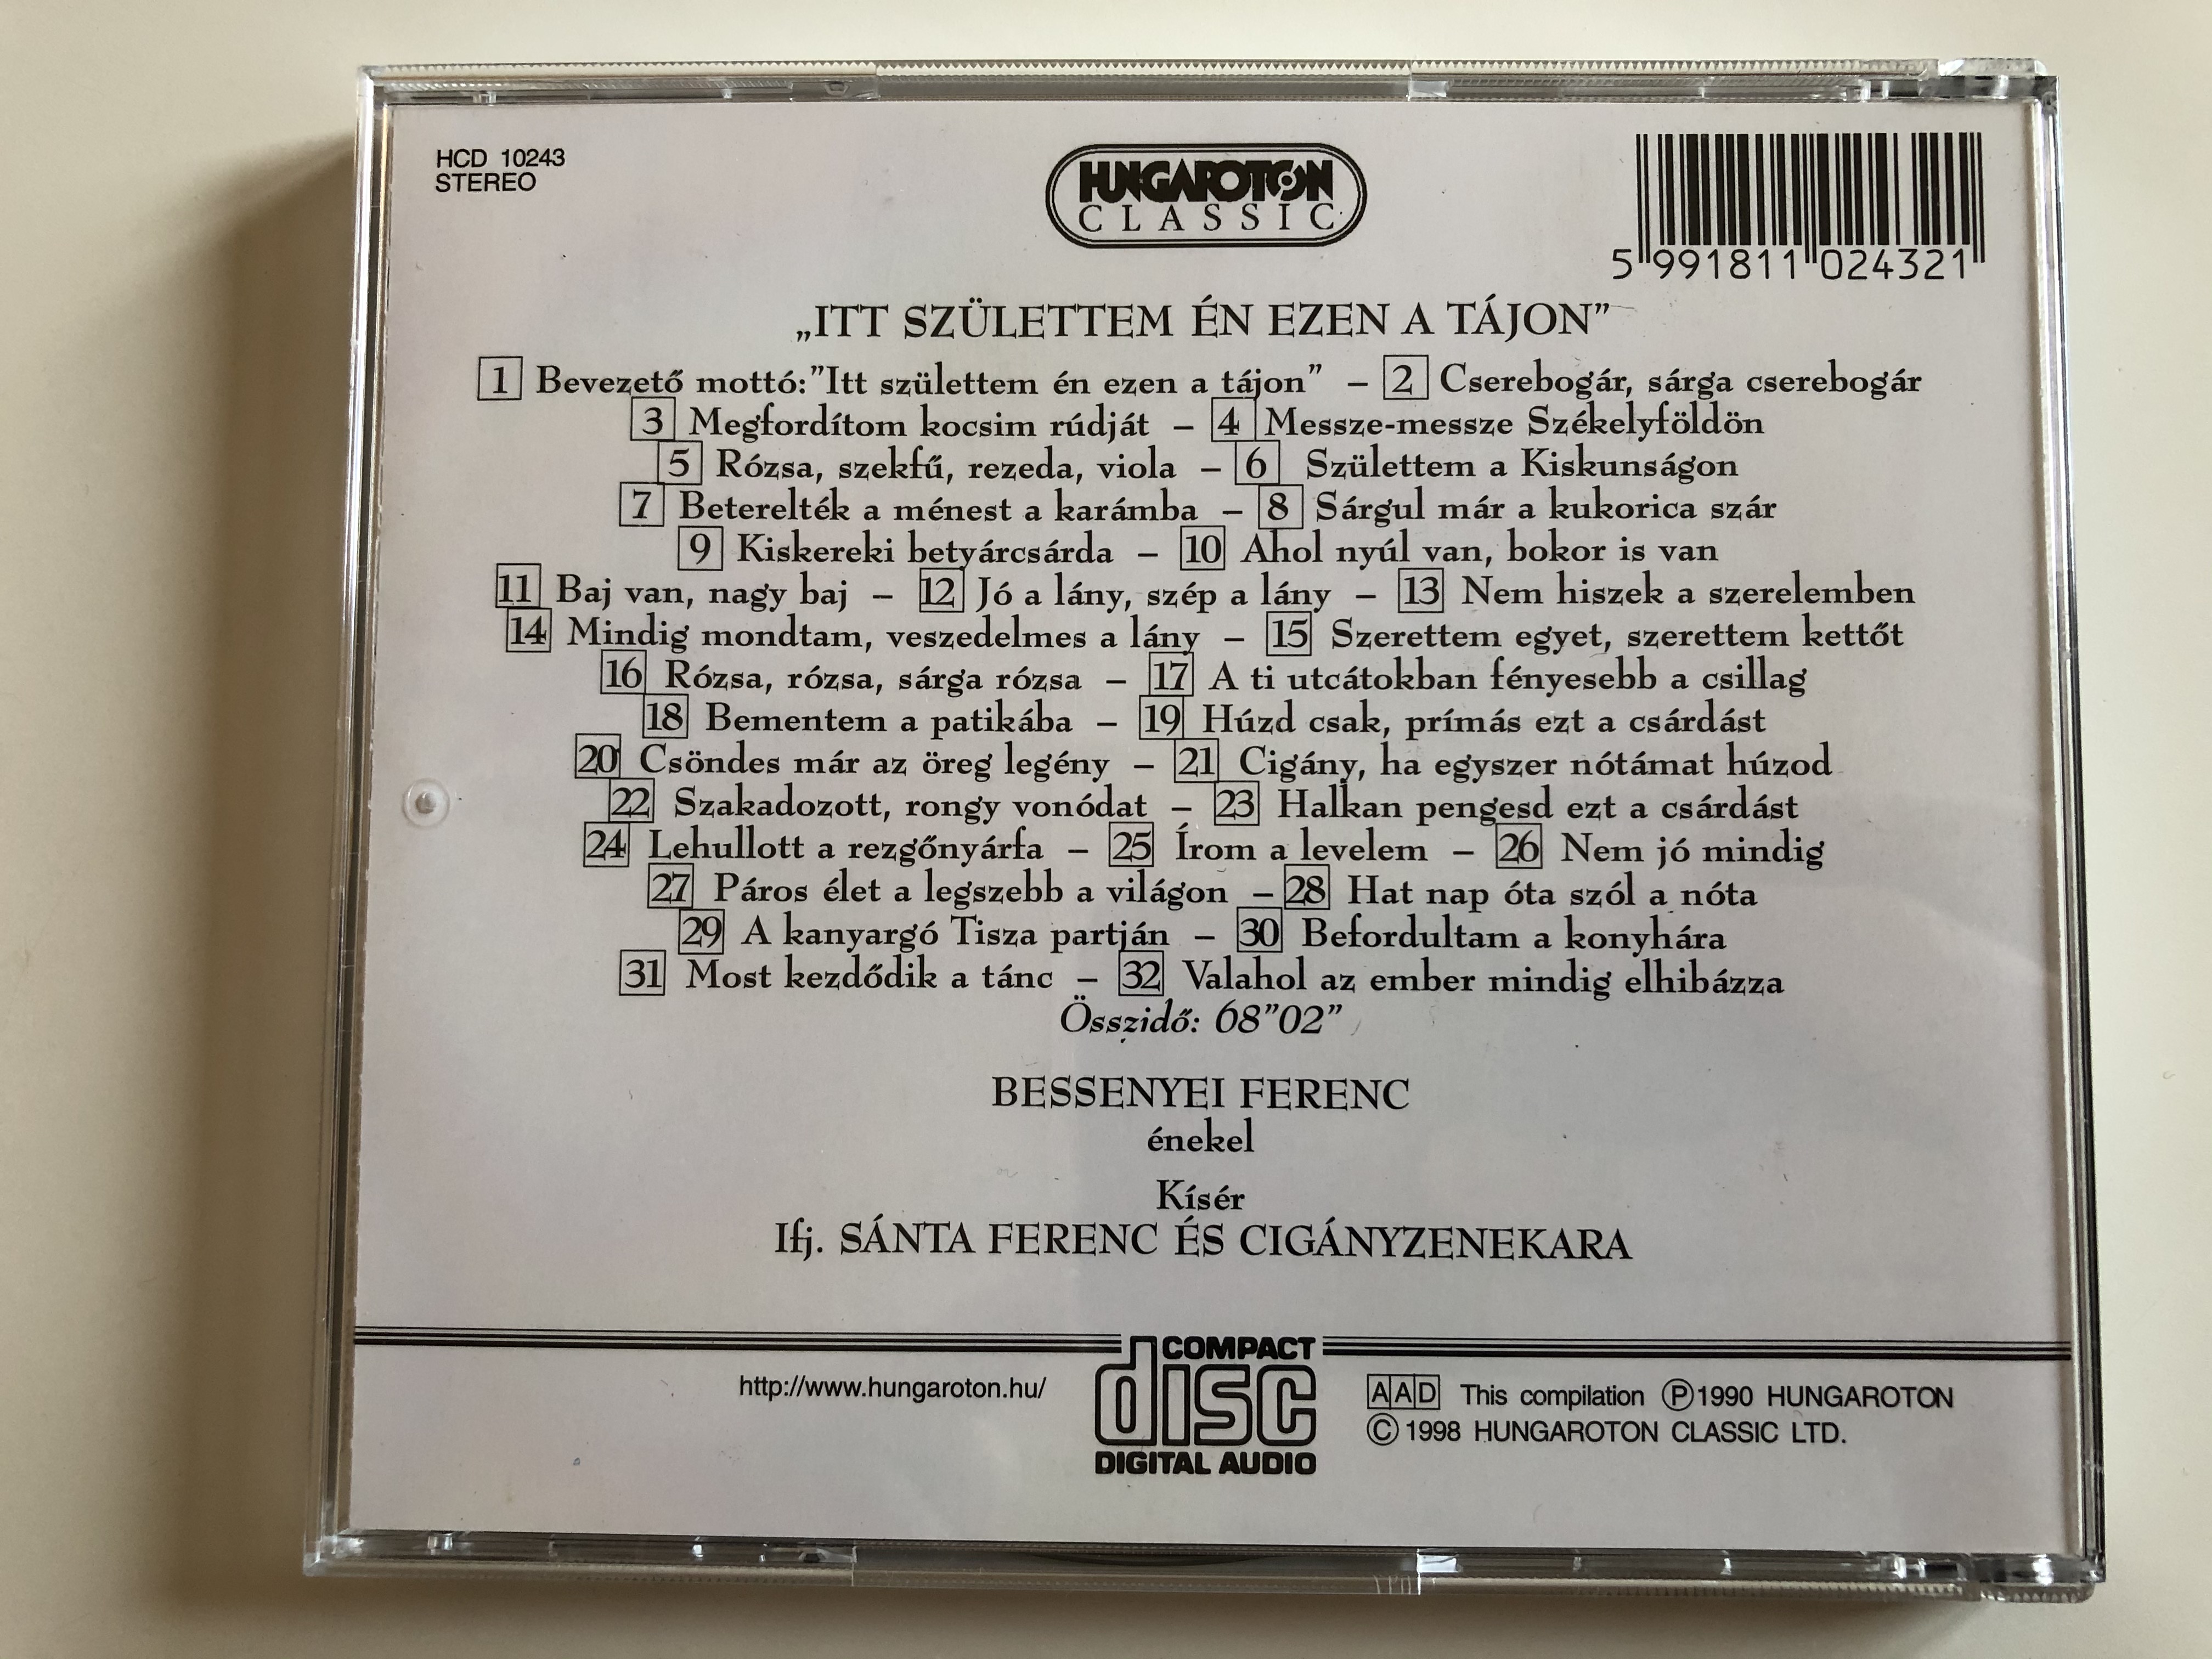 HCD 10243
STEREO
HUNGAROTON
CLASSIC
5 991811 024321
„ITT SZÜLETTEM ÉN EZEN A TÁJON”
1 Bevezető mottó:”Itt születtem én ezen a tájon” – 2 Cserebogár, sárga cserebogár
3 Megfordítom kocsim rúdját – 4 Messze-messze Székelyföldön
5 Rózsa, szekfű, rezeda, viola – 6 Születtem a Kiskunságon
7 Beterelték a ménest a karámba – 8 Sárgul már a kukorica szár
9 Kiskereki betyárcsárda – 10 Ahol nyúl van, bokor is van
11 Baj van, nagy baj – 12 Jó a lány, szép a lány – 13 Nem hiszek a szerelemben
14 Mindig mondtam, veszedelmes a lány – 15 Szerettem egyet, szerettem kettőt
16 Rózsa, rózsa, sárga rózsa – 17 A ti utcátokban fényesebb a csillag
18 Bementem a patikába – 19 Húzd csak, prímás ezt a csárdást
20 Csöndes már az öreg legény – 21 Cigány, ha egyszer nótámat húzod
22 Szakadozott, rongy vonódat – 23 Halkan pengesd ezt a csárdást
24 Lehullott a rezgőnyárfa – 25 Írom a levelem – 26 Nem jó mindig
27 Páros élet a legszebb a világon – 28 Hat nap óta szól a nóta
29 A kanyargó Tisza partján – 30 Befordultam a konyhára
31 Most kezdődik a tánc – 32 Valahol az ember mindig elhibázza
Összidő: 68”02”
BESSENYEI FERENC
énekel
Kísér
Ifj. SÁNTA FERENC ÉS CIGÁNYZENEKARA
COMPACT
disc
DIGITAL AUDIO
http://www.hungaroton.hu/
AAD This compilation Ⓟ1990 HUNGAROTON
©1998 HUNGAROTON CLASSIC LTD.